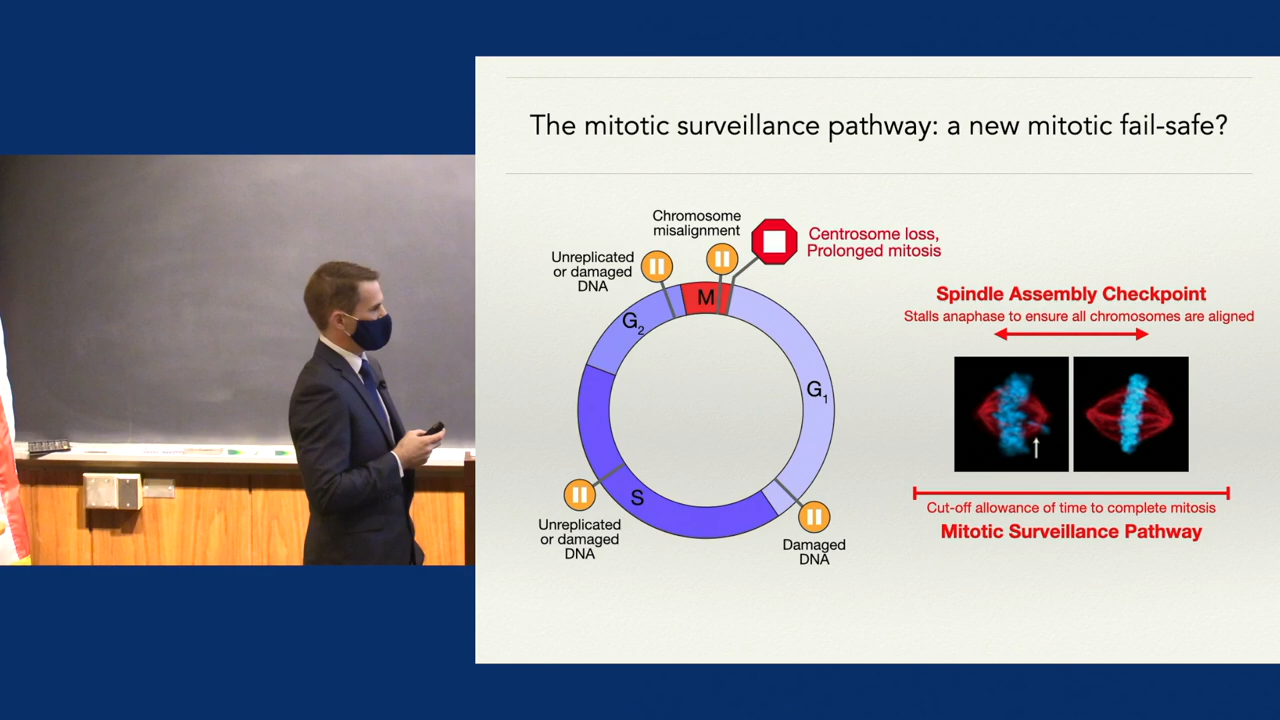 The mitotic surveillance pathway: a new mitotic fail-safe?
Chromosome
misalignment
Centrosome loss,
Prolonged mitosis
Unreplicated
or damaged
DNA
M
G2
G1
S
Unreplicated
or damaged
DNA
Damaged
DNA
Spindle Assembly Checkpoint
Stalls anaphase to ensure all chromosomes are aligned
Cut-off allowance of time to complete mitosis
Mitotic Surveillance Pathway